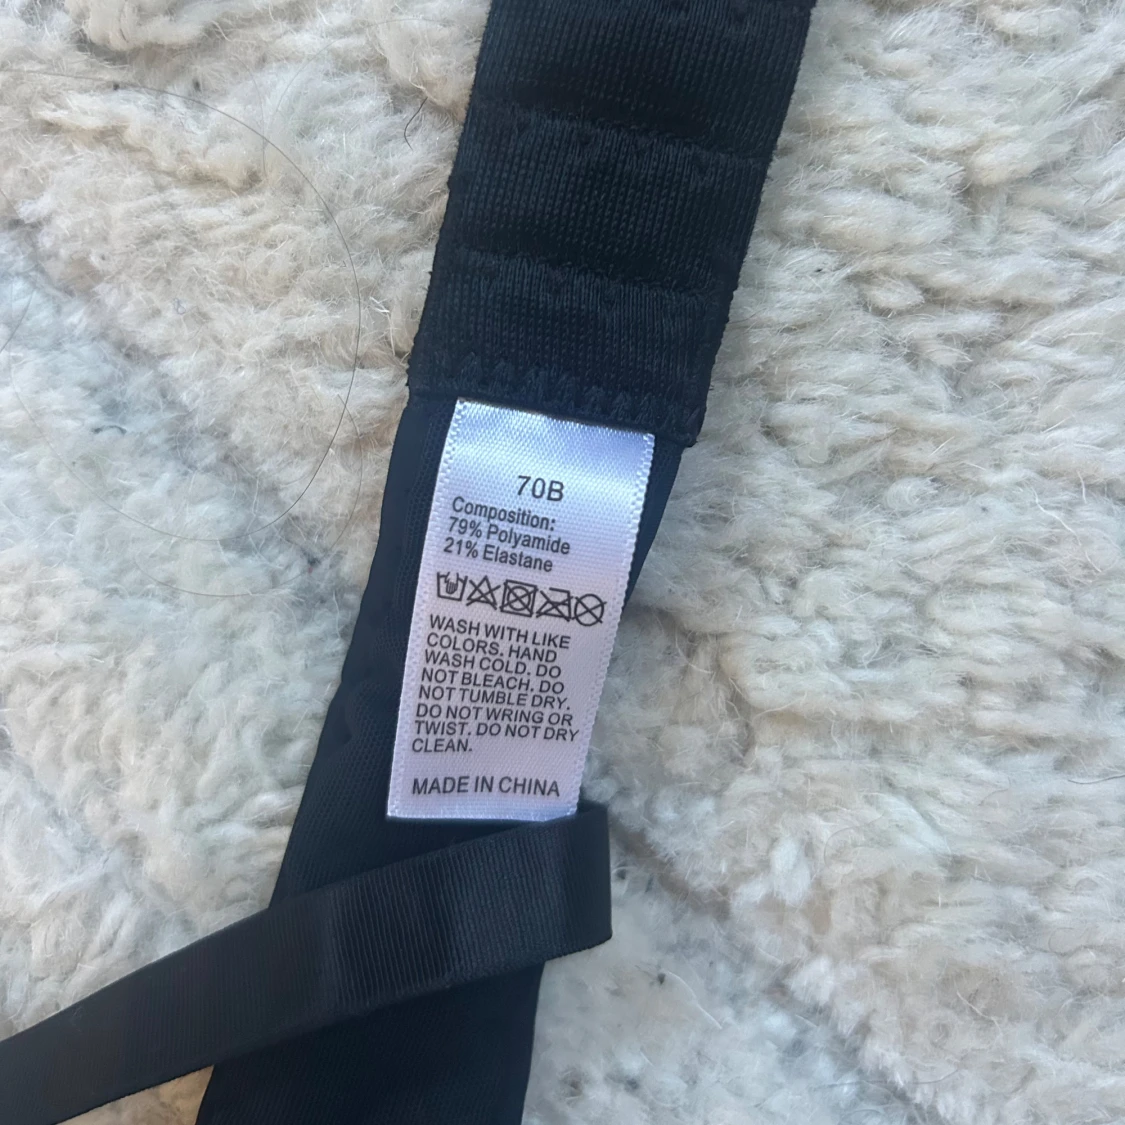 70B
Composition:
79% Polyamide
21% Elastane
WASH WITH LIKE
COLORS. HAND
WASH COLD. DO
NOT BLEACH. DO
NOT TUMBLE DRY.
DO NOT WRING OR
TWIST. DO NOT DRY
CLEAN.
MADE IN CHINA